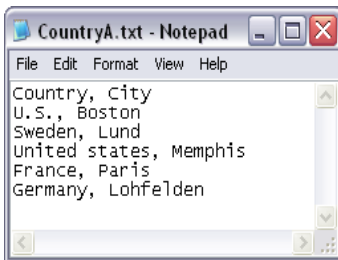 CountryA.txt - Notepad
File Edit Format View Help
Country, City
U.S., Boston
Sweden, Lund
United states, Memphis
France, Paris
Germany, Lohfelden